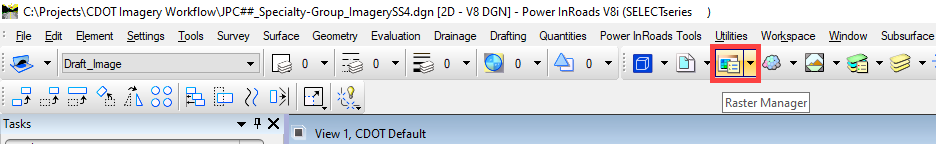 C:\Projects\CDOT Imagery Workflow\JPC##_Specialty-Group_ImagerySS4.dgn [2D - V8 DGN] - Power InRoads V8i (SELECTseries )
File Edit Element Settings Tools Survey Surface Geometry Evaluation Drainage Drafting Quantities Power InRoads Tools Utilities Workspace Window Subsurface
Draft_Image 0 0 0 0 0
Raster Manager
Tasks
View 1, CDOT Default